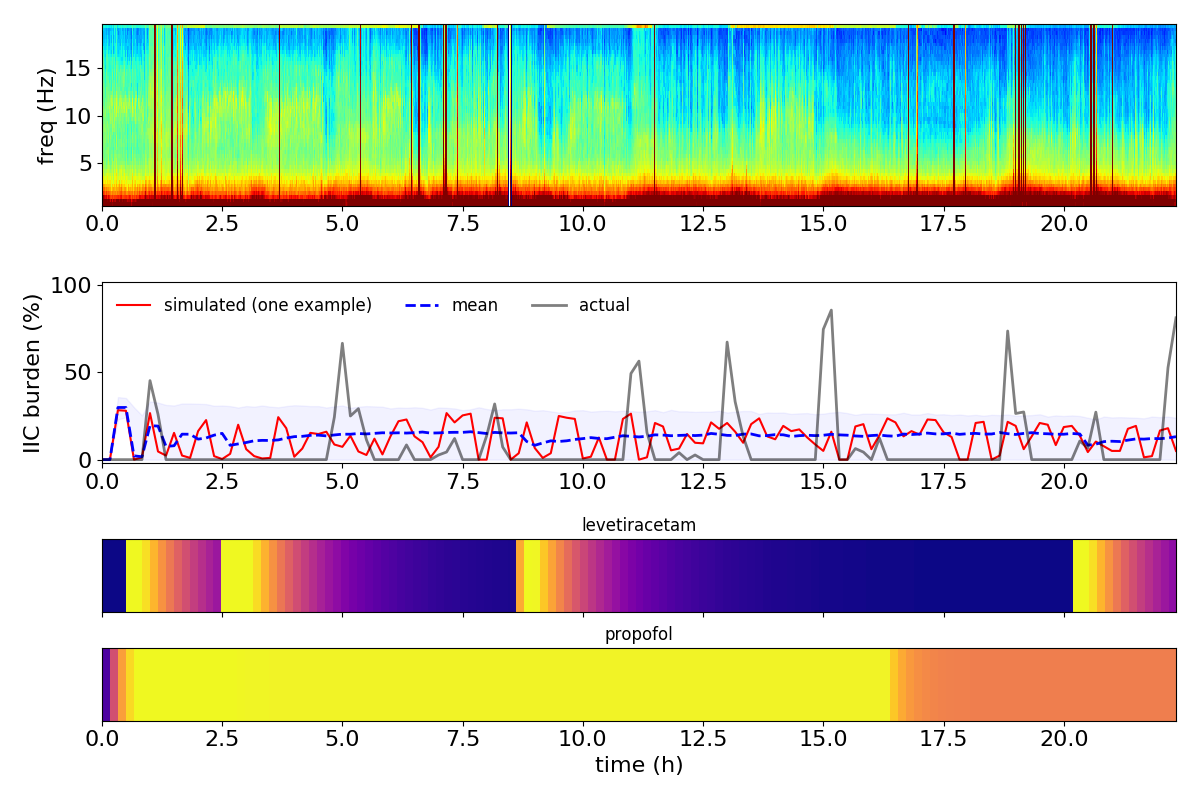 freq (Hz)
15
10
5
0.0 2.5 5.0 7.5 10.0 12.5 15.0 17.5 20.0
IIC burden (%)
100
50
0
simulated (one example) mean actual
0.0 2.5 5.0 7.5 10.0 12.5 15.0 17.5 20.0
levetiracetam
propofol
0.0 2.5 5.0 7.5 10.0 12.5 15.0 17.5 20.0
time (h)